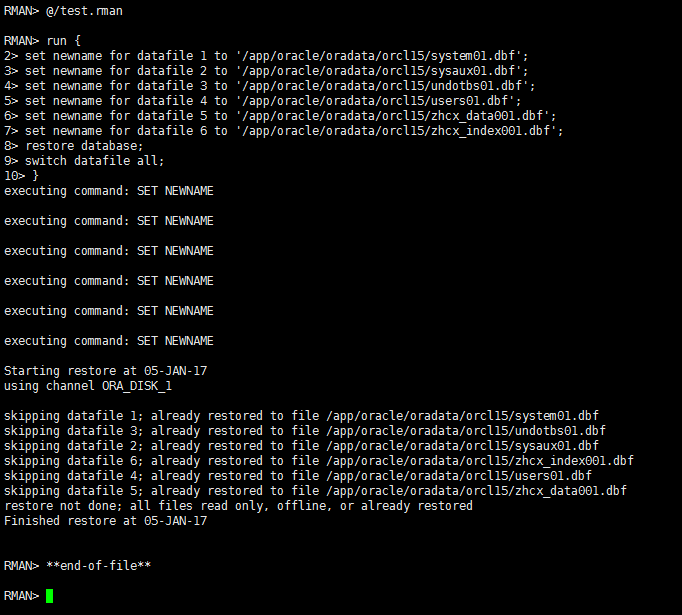 RMAN> @/test.rman
RMAN> run {
2> set newname for datafile 1 to '/app/oracle/oradata/orcl15/system01.dbf';
3> set newname for datafile 2 to '/app/oracle/oradata/orcl15/sysaux01.dbf';
4> set newname for datafile 3 to '/app/oracle/oradata/orcl15/undotbs01.dbf';
5> set newname for datafile 4 to '/app/oracle/oradata/orcl15/users01.dbf';
6> set newname for datafile 5 to '/app/oracle/oradata/orcl15/zhcx_data001.dbf';
7> set newname for datafile 6 to '/app/oracle/oradata/orcl15/zhcx_index001.dbf';
8> restore database;
9> switch datafile all;
10> }
executing command: SET NEWNAME
executing command: SET NEWNAME
executing command: SET NEWNAME
executing command: SET NEWNAME
executing command: SET NEWNAME
executing command: SET NEWNAME
Starting restore at 05-JAN-17
using channel ORA_DISK_1
skipping datafile 1; already restored to file /app/oracle/oradata/orcl15/system01.dbf
skipping datafile 3; already restored to file /app/oracle/oradata/orcl15/undotbs01.dbf
skipping datafile 2; already restored to file /app/oracle/oradata/orcl15/sysaux01.dbf
skipping datafile 6; already restored to file /app/oracle/oradata/orcl15/zhcx_index001.dbf
skipping datafile 4; already restored to file /app/oracle/oradata/orcl15/users01.dbf
skipping datafile 5; already restored to file /app/oracle/oradata/orcl15/zhcx_data001.dbf
restore not done; all files read only, offline, or already restored
Finished restore at 05-JAN-17
RMAN> **end-of-file**
RMAN>